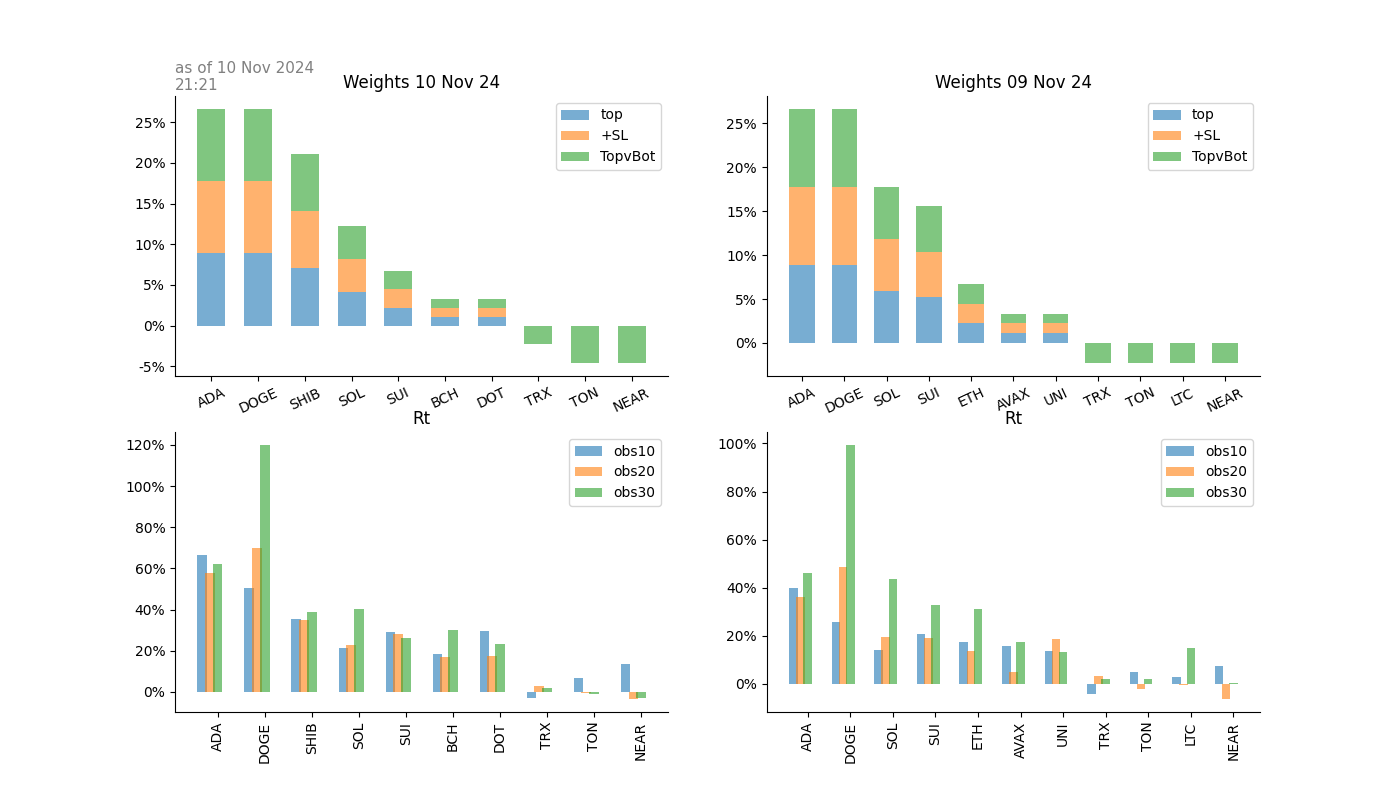 as of 10 Nov 2024
21:21
Weights 10 Nov 24
25%
20%
15%
10%
5%
0%
-5%
top
+SL
TopvBot
ADA
DOGE
SHIB
SOL
SUI
BCH
DOT
TRX
TON
NEAR
Weights 09 Nov 24
25%
20%
15%
10%
5%
0%
top
+SL
TopvBot
ADA
DOGE
SOL
SUI
ETH
AVAX
UNI
TRX
TON
LTC
NEAR
Rt
120%
100%
80%
60%
40%
20%
0%
obs10
obs20
obs30
ADA
DOGE
SHIB
SOL
SUI
BCH
DOT
TRX
TON
NEAR
Rt
100%
80%
60%
40%
20%
0%
obs10
obs20
obs30
ADA
DOGE
SOL
SUI
ETH
AVAX
UNI
TRX
TON
LTC
NEAR